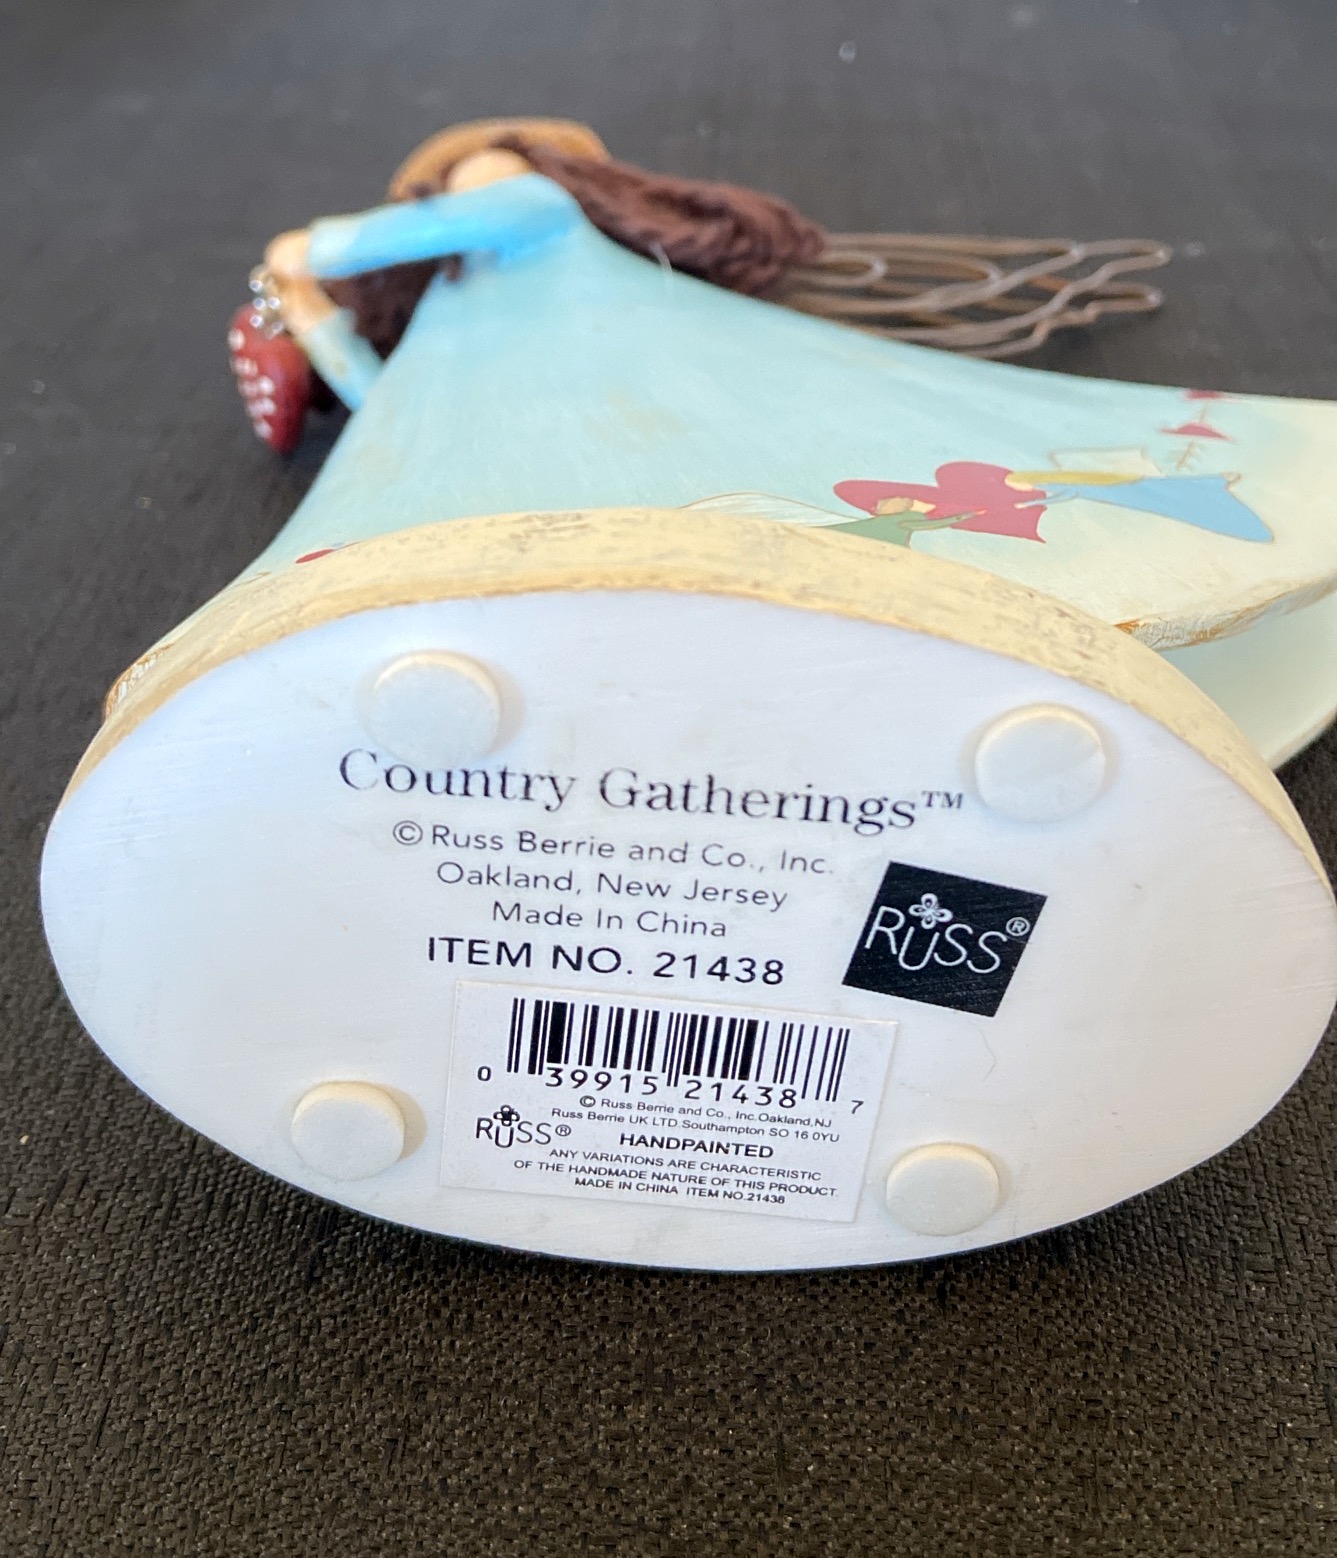 Country Gatherings™
© Russ Berrie and Co., Inc.
Oakland, New Jersey
Made In China
ITEM NO. 21438
RUSS®
0 39915 21438 7
© Russ Berrie and Co., Inc. Oakland, NJ
Russ Berrie UK LTD. Southampton SO 16 0YU
RUSS®
HANDPAINTED
ANY VARIATIONS ARE CHARACTERISTIC
OF THE HANDMADE NATURE OF THIS PRODUCT.
MADE IN CHINA ITEM NO.21438